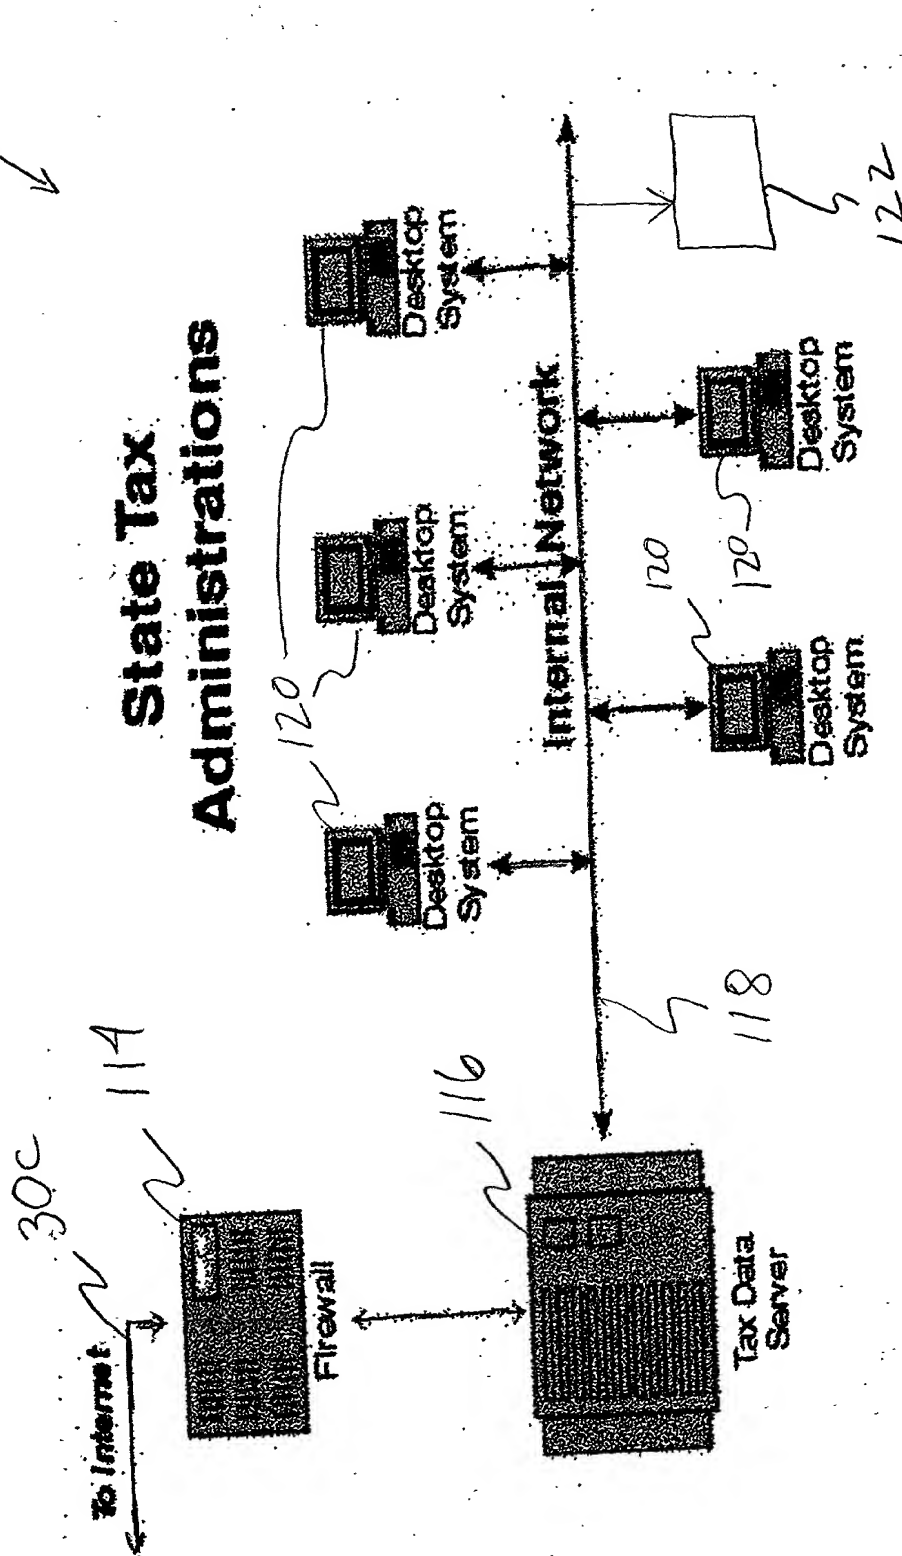 State Tax
Administrations
30C
To Internet
114
Firewall
116
Tax Data
Server
118
Internal Network
120
120
Desktop
System
Desktop
System
Desktop
System
120
120
Desktop
System
Desktop
System
122